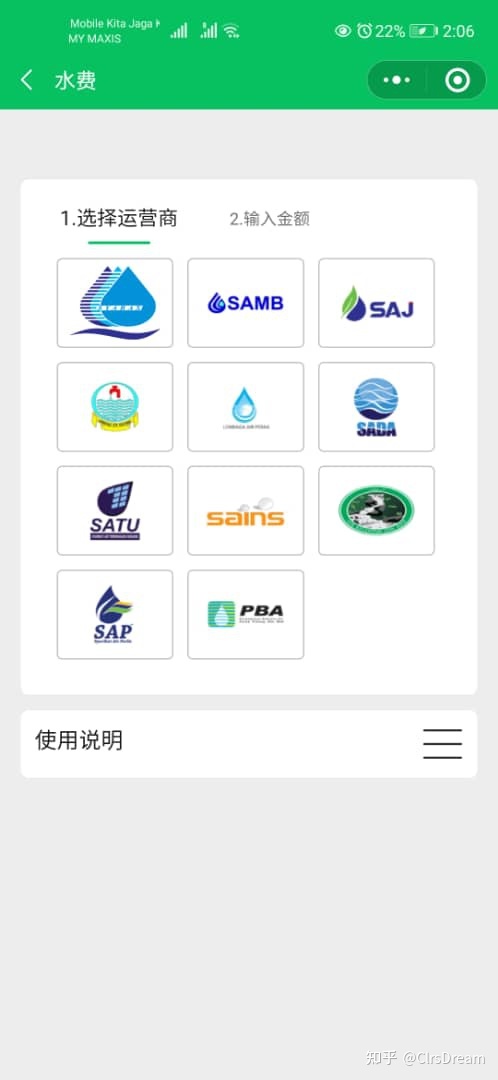 Mobile Kita Jaga K
MY MAXIS
22%
2:06
水费
1.选择运营商
2.输入金额
SAMB
SAJ
LEMBAGA AIR PERAK
SADA
SATU
sains
SAP
PBA
使用说明
知乎 @ClrsDream